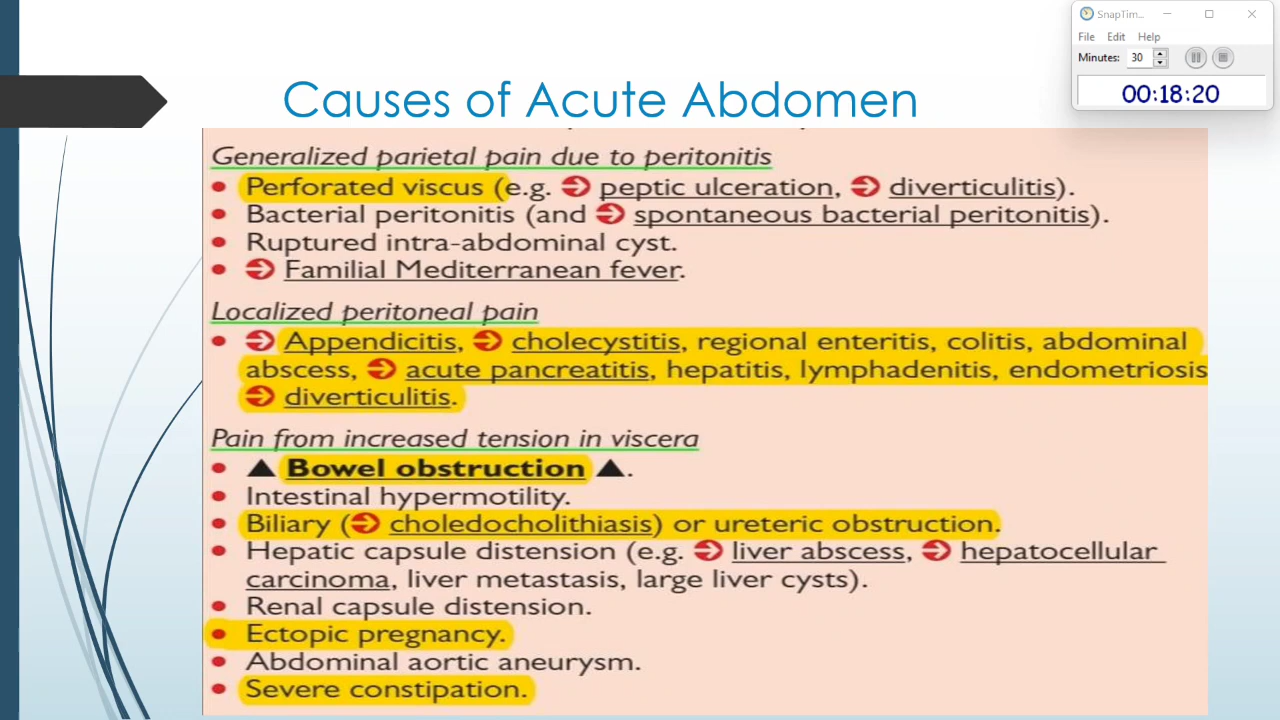 SnapTim...
File Edit Help
Minutes: 30
00:18:20
Causes of Acute Abdomen
Generalized parietal pain due to peritonitis
• Perforated viscus (e.g. peptic ulceration, diverticulitis).
• Bacterial peritonitis (and spontaneous bacterial peritonitis).
• Ruptured intra-abdominal cyst.
• Familial Mediterranean fever.
Localized peritoneal pain
• Appendicitis, cholecystitis, regional enteritis, colitis, abdominal
abscess, acute pancreatitis, hepatitis, lymphadenitis, endometriosis
diverticulitis.
Pain from increased tension in viscera
• ▲ Bowel obstruction ▲.
• Intestinal hypermotility.
• Biliary (choledocholithiasis) or ureteric obstruction.
• Hepatic capsule distension (e.g. liver abscess, hepatocellular
carcinoma, liver metastasis, large liver cysts).
• Renal capsule distension.
• Ectopic pregnancy.
• Abdominal aortic aneurysm.
• Severe constipation.